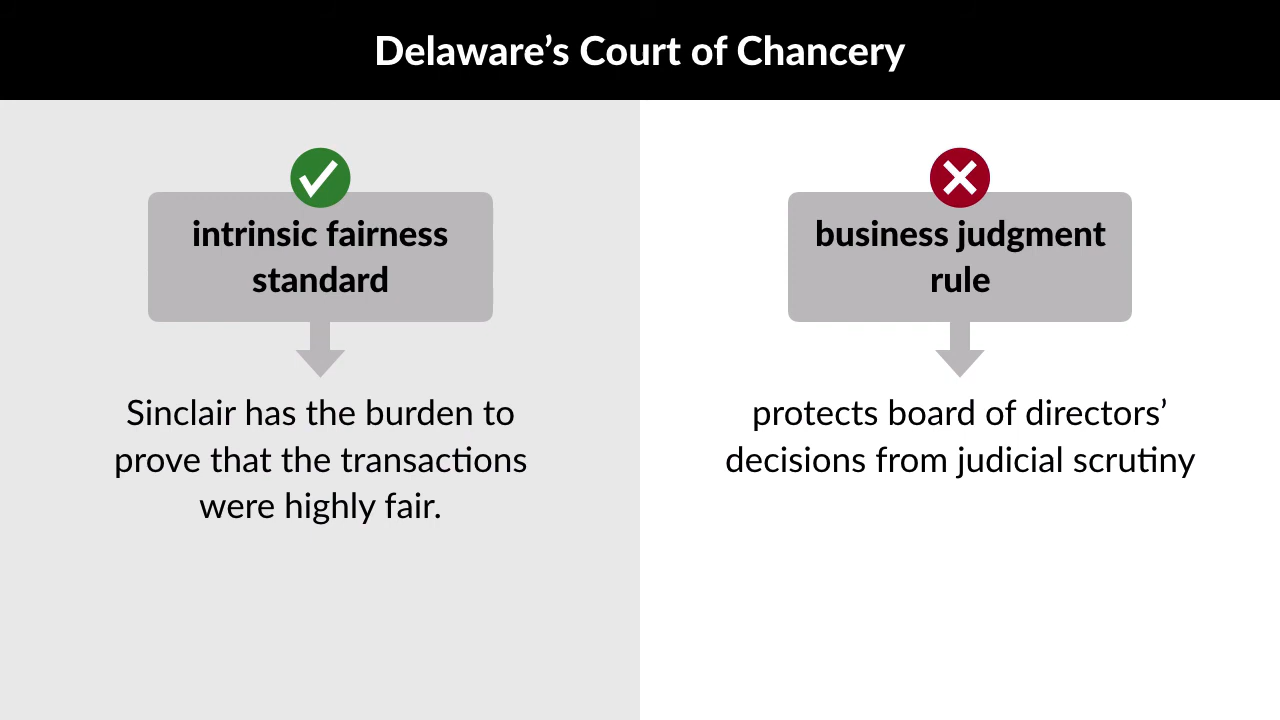 Delaware’s Court of Chancery
intrinsic fairness
standard
Sinclair has the burden to
prove that the transactions
were highly fair.
business judgment
rule
protects board of directors’
decisions from judicial scrutiny